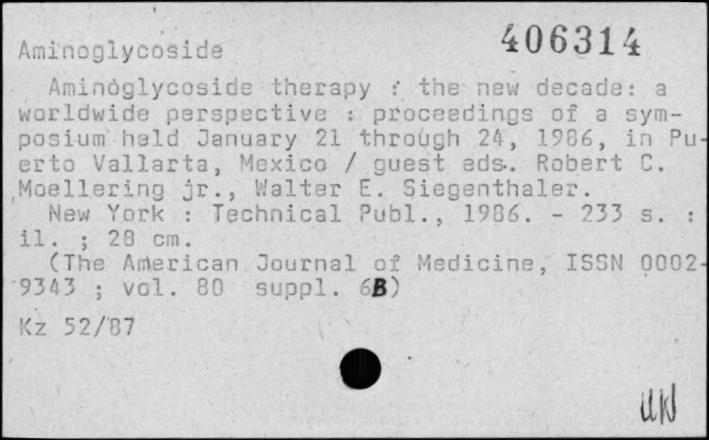 406314
Aminoglycoside
Aminoglycoside therapy : the new decade: a
worldwide perspective : proceedings of a sym-
posium held January 21 through 24, 1986, in Pu-
erto Vallarta, Mexico / guest eds. Robert C.
Moellering jr., Walter E. Siegenthaler.
New York : Technical Publ., 1986. - 233 s. :
il. ; 28 cm.
(The American Journal of Medicine, ISSN 0002-
9343 ; vol. 80 suppl. 6B)
Kz 52/87